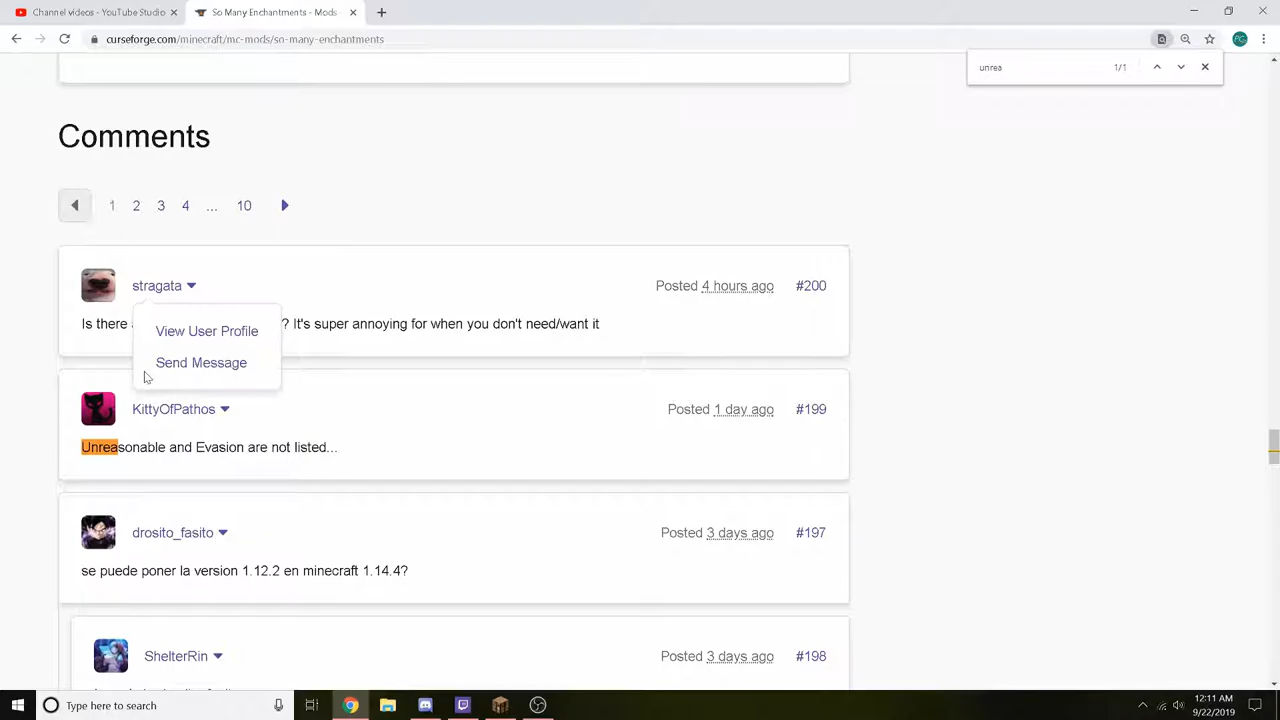 Channel videos - YouTube Studio
So Many Enchantments - Mods
curseforge.com/minecraft/mc-mods/so-many-enchantments
unrea
1/1
Comments
1 2 3 4 ... 10
stragata
Posted 4 hours ago
#200
View User Profile
Is there
? It's super annoying for when you don't need/want it
Send Message
KittyOfPathos
Posted 1 day ago
#199
Unreasonable and Evasion are not listed...
drosito_fasito
Posted 3 days ago
#197
se puede poner la version 1.12.2 en minecraft 1.14.4?
ShelterRin
Posted 3 days ago
#198
Type here to search
12:11 AM
9/22/2019